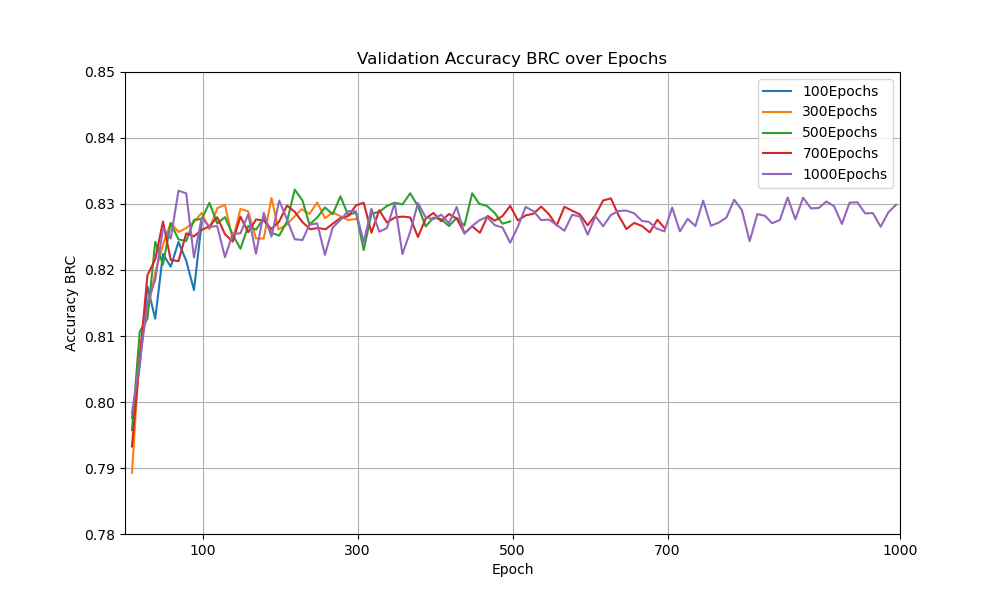 Validation Accuracy BRC over Epochs
0.85
0.84
0.83
0.82
0.81
0.80
0.79
0.78
Accuracy BRC
100Epochs
300Epochs
500Epochs
700Epochs
1000Epochs
100 300 500 700 1000
Epoch